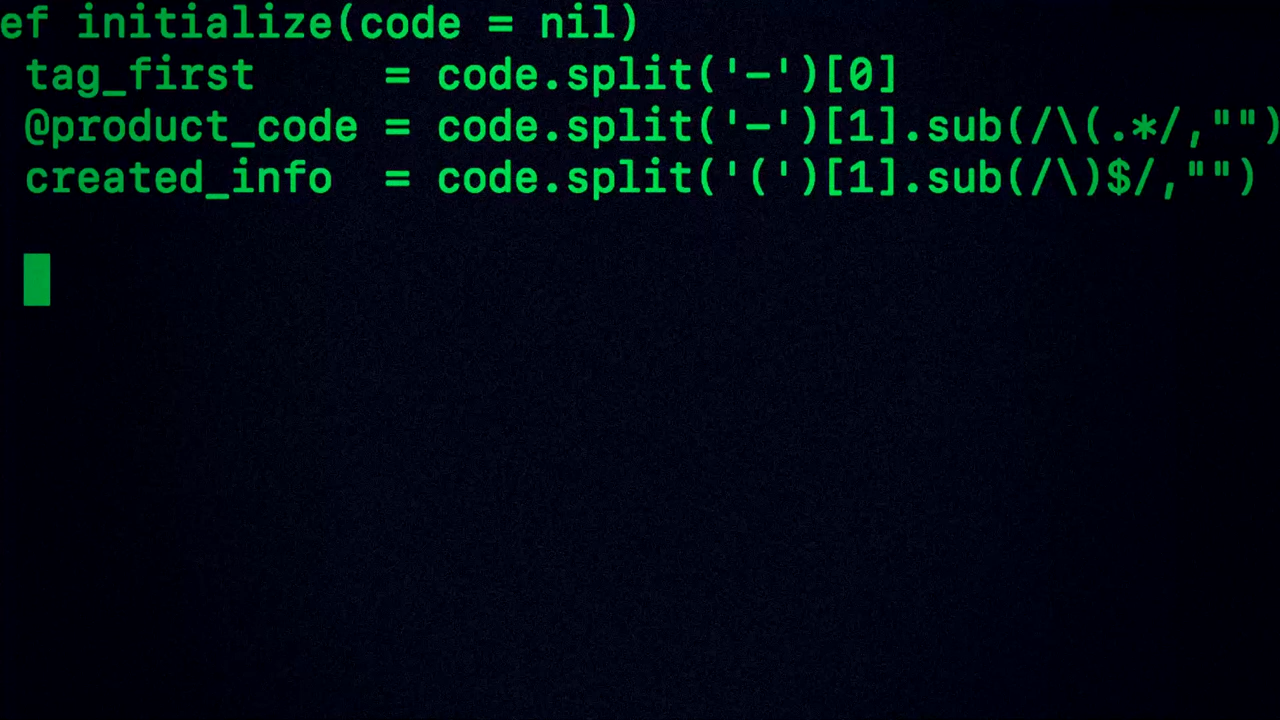 ef initialize(code = nil)
tag_first     = code.split('-')[0]
@product_code = code.split('-')[1].sub(/\(.*/,"")
created_info  = code.split('(')[1].sub(/\)$/,"")